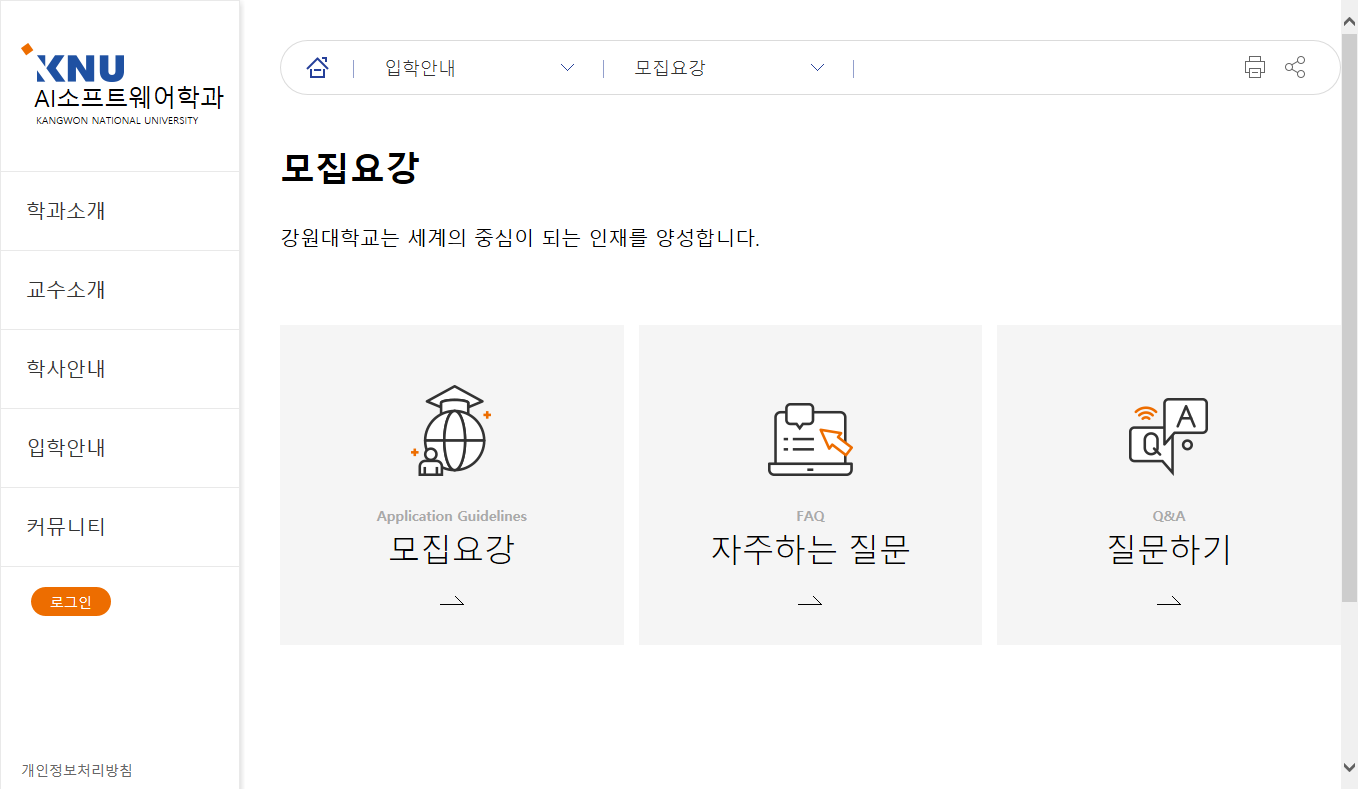 KNU
AI소프트웨어학과
KANGWON NATIONAL UNIVERSITY
학과소개
교수소개
학사안내
입학안내
커뮤니티
로그인
개인정보처리방침
입학안내
모집요강
모집요강
강원대학교는 세계의 중심이 되는 인재를 양성합니다.
Application Guidelines
모집요강
FAQ
자주하는 질문
Q A
Q&A
질문하기